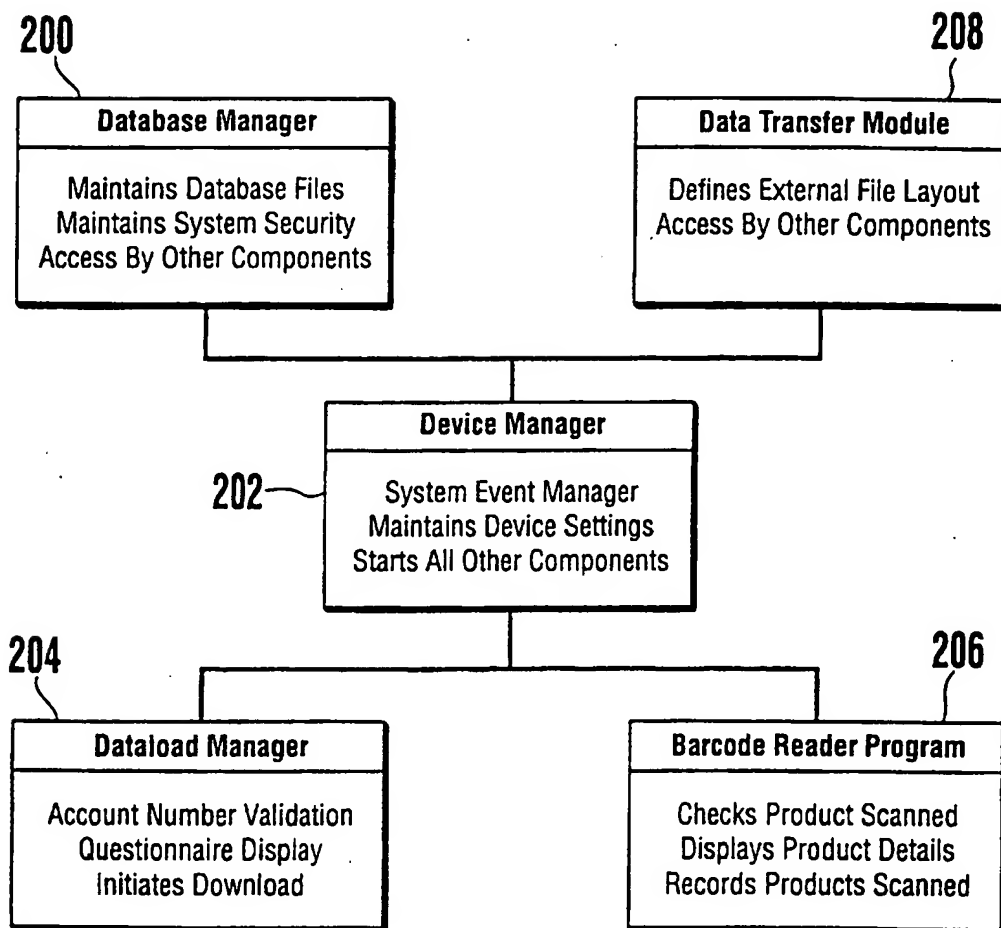 200
208
Database Manager
Maintains Database Files
Maintains System Security
Access By Other Components
Data Transfer Module
Defines External File Layout
Access By Other Components
Device Manager
202
System Event Manager
Maintains Device Settings
Starts All Other Components
204
206
Dataload Manager
Account Number Validation
Questionnaire Display
Initiates Download
Barcode Reader Program
Checks Product Scanned
Displays Product Details
Records Products Scanned